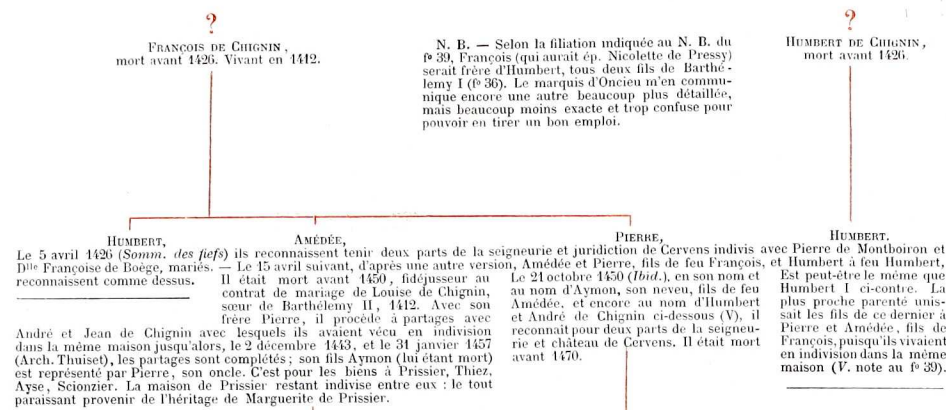 ?
FRANÇOIS DE CHIGNIN,
mort avant 1426. Vivant en 1412.
N. B. — Selon la filiation indiquée au N. B. du
fº 39, François (qui aurait ép. Nicolette de Pressy)
serait frère d'Humbert, tous deux fils de Barthé-
lemy I (fº 36). Le marquis d'Oncieu m'en commu-
nique encore une autre beaucoup plus détaillée,
mais beaucoup moins exacte et trop confuse pour
pouvoir en tirer un bon emploi.
?
HUMBERT DE CHIGNIN,
mort avant 1426.
HUMBERT, AMÉDÉE, PIERRE, HUMBERT.
Le 5 avril 1426 (Somm. des fiefs) ils reconnaissent tenir deux parts de la seigneurie et juridiction de Cervens indivis avec Pierre de Montboiron et
Dlle Françoise de Boège, mariés. — Le 15 avril suivant, d'après une autre version, Amédée et Pierre, fils de feu François, et Humbert à feu Humbert,
reconnaissent comme dessus.
Il était mort avant 1450, fidéjusseur au
contrat de mariage de Louise de Chignin,
sœur de Barthélemy II, 1412. Avec son
frère Pierre, il procède à partages avec
André et Jean de Chignin avec lesquels ils avaient vécu en indivision
dans la même maison jusqu'alors, le 2 décembre 1443, et le 31 janvier 1457
(Arch. Thuiset), les partages sont complétés ; son fils Aymon (lui étant mort)
est représenté par Pierre, son oncle. C'est pour les biens à Prissier, Thiez,
Ayse, Scionzier. La maison de Prissier restant indivise entre eux : le tout
paraissant provenir de l'héritage de Marguerite de Prissier.
Le 21 octobre 1450 (Ibid.), en son nom et
au nom d'Aymon, son neveu, fils de feu
Amédée, et encore au nom d'Humbert
et André de Chignin ci-dessous (V), il
reconnait pour deux parts de la seigneu-
rie et château de Cervens. Il était mort
avant 1470.
Est peut-être le même que
Humbert I ci-contre. La
plus proche parenté unis-
sait les fils de ce dernier à
Pierre et Amédée, fils de
François, puisqu'ils vivaient
en indivision dans la même
maison (V. note au fº 39).